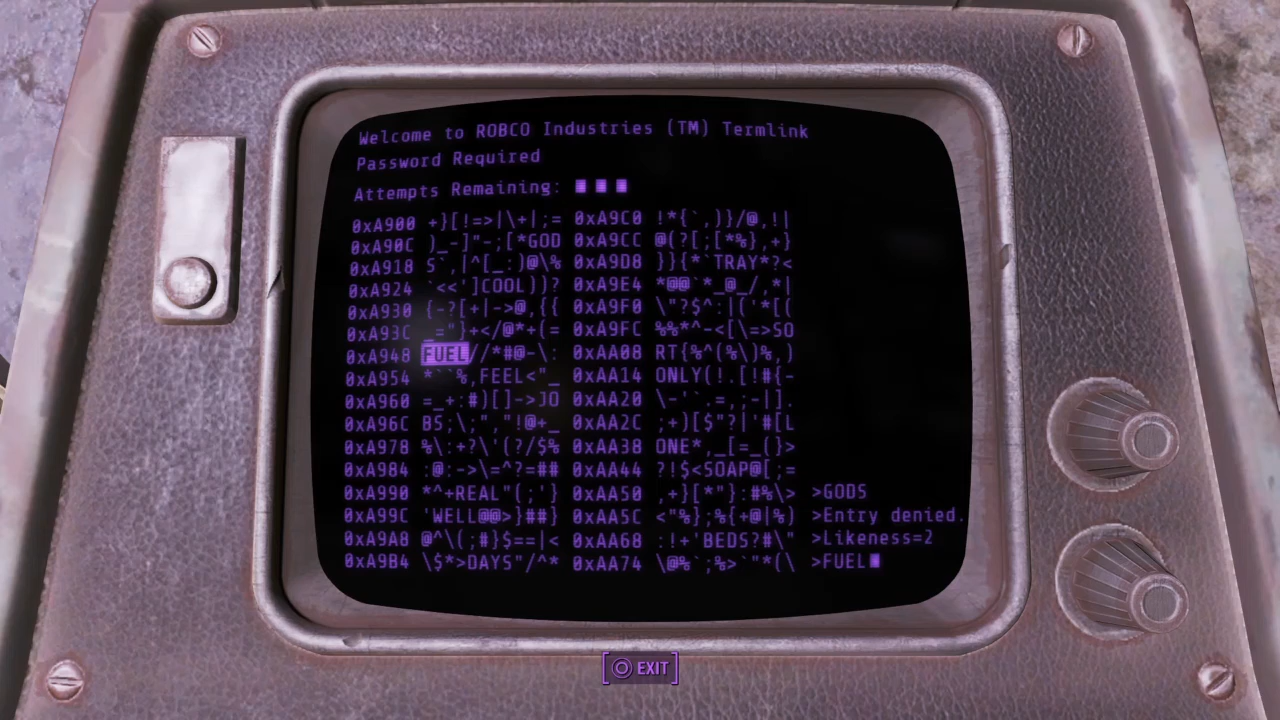 Welcome to ROBCO Industries (TM) Termlink
Password Required
Attempts Remaining: ■ ■ ■
0xA900 +}[!=>|\+|;= 0xA9C0 !*{`,)}/@,!|
0xA90C )_-]"-;[*GOD 0xA9CC @(?[;[*%},+}
0xA918 S`,|^[_:)@\% 0xA9D8 }}{*`TRAY*?<
0xA924 `<<']COOL))? 0xA9E4 *@@`*_@_/,*|
0xA930 {-?[+|->@,{{ 0xA9F0 \"?$^:|('*[(
0xA93C _="}+</@*+(= 0xA9FC %%*^-<[\=>SO
0xA948 FUEL//*#@-\: 0xAA08 RT{%^(%\)%,)
0xA954 *``%,FEEL<"_ 0xAA14 ONLY(!.[!#{-
0xA960 =_+:#)[]->JO 0xAA20 \-'`.=,;-|].
0xA96C BS;\;","!@+_ 0xAA2C ;+)[$"?|'#[L
0xA978 %\:+?\'(?/$% 0xAA38 ONE*,_[=_(}>
0xA984 :@:->\=^?=## 0xAA44 ?!$<SOAP@[;=
0xA990 *^+REAL"(;'} 0xAA50 ,+}[*"}:#%\> >GODS
0xA99C 'WELL@@>}##} 0xAA5C <"%};%{+@|%) >Entry denied.
0xA9A8 @^\(;#}$==|< 0xAA68 :!+'BEDS?#\" >Likeness=2
0xA9B4 \$*>DAYS"/^* 0xAA74 \@%`;%>`"*(\ >FUEL■
EXIT